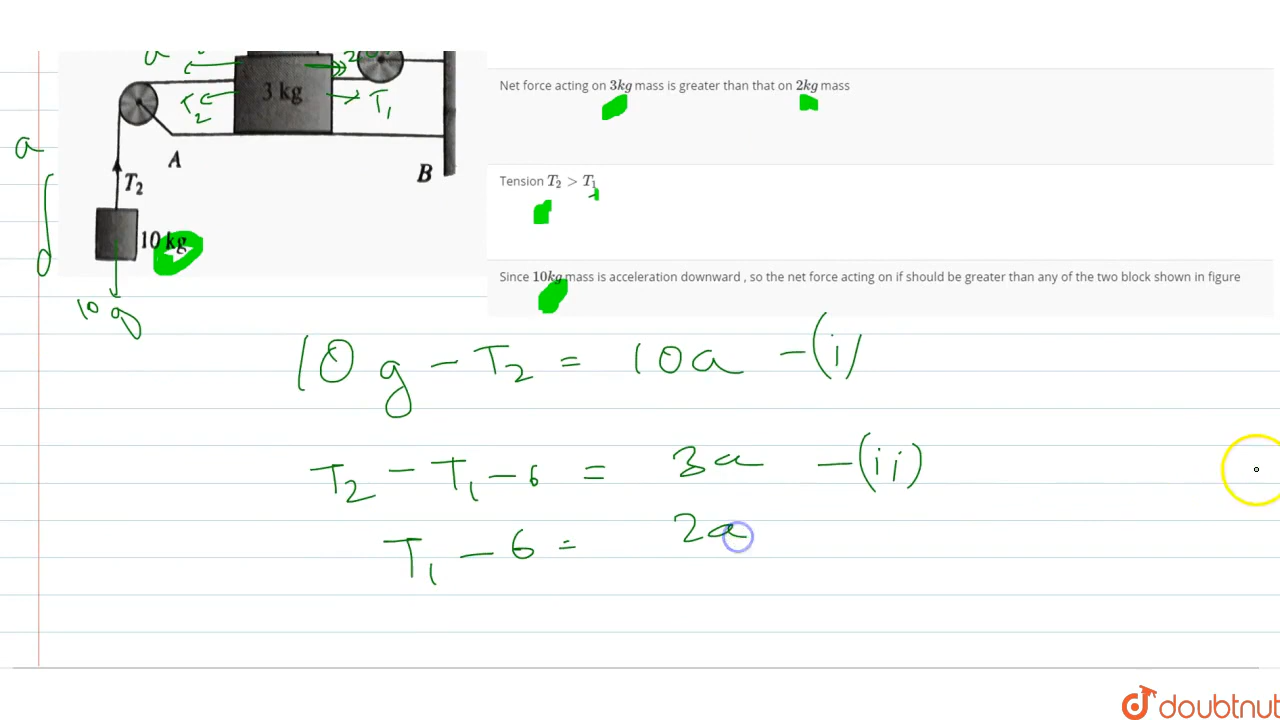 a
3 kg
T2
T1
Net force acting on 3kg mass is greater than that on 2kg mass
a
A
B
T2
Tension T2 > T1
10 kg
Since 10kg mass is acceleration downward , so the net force acting on if should be greater than any of the two block shown in figure
10 g
10 g - T2 = 10a - (i)
T2 - T1 - 6 = 3a - (ii)
T1 - 6 = 2a
doubtnut